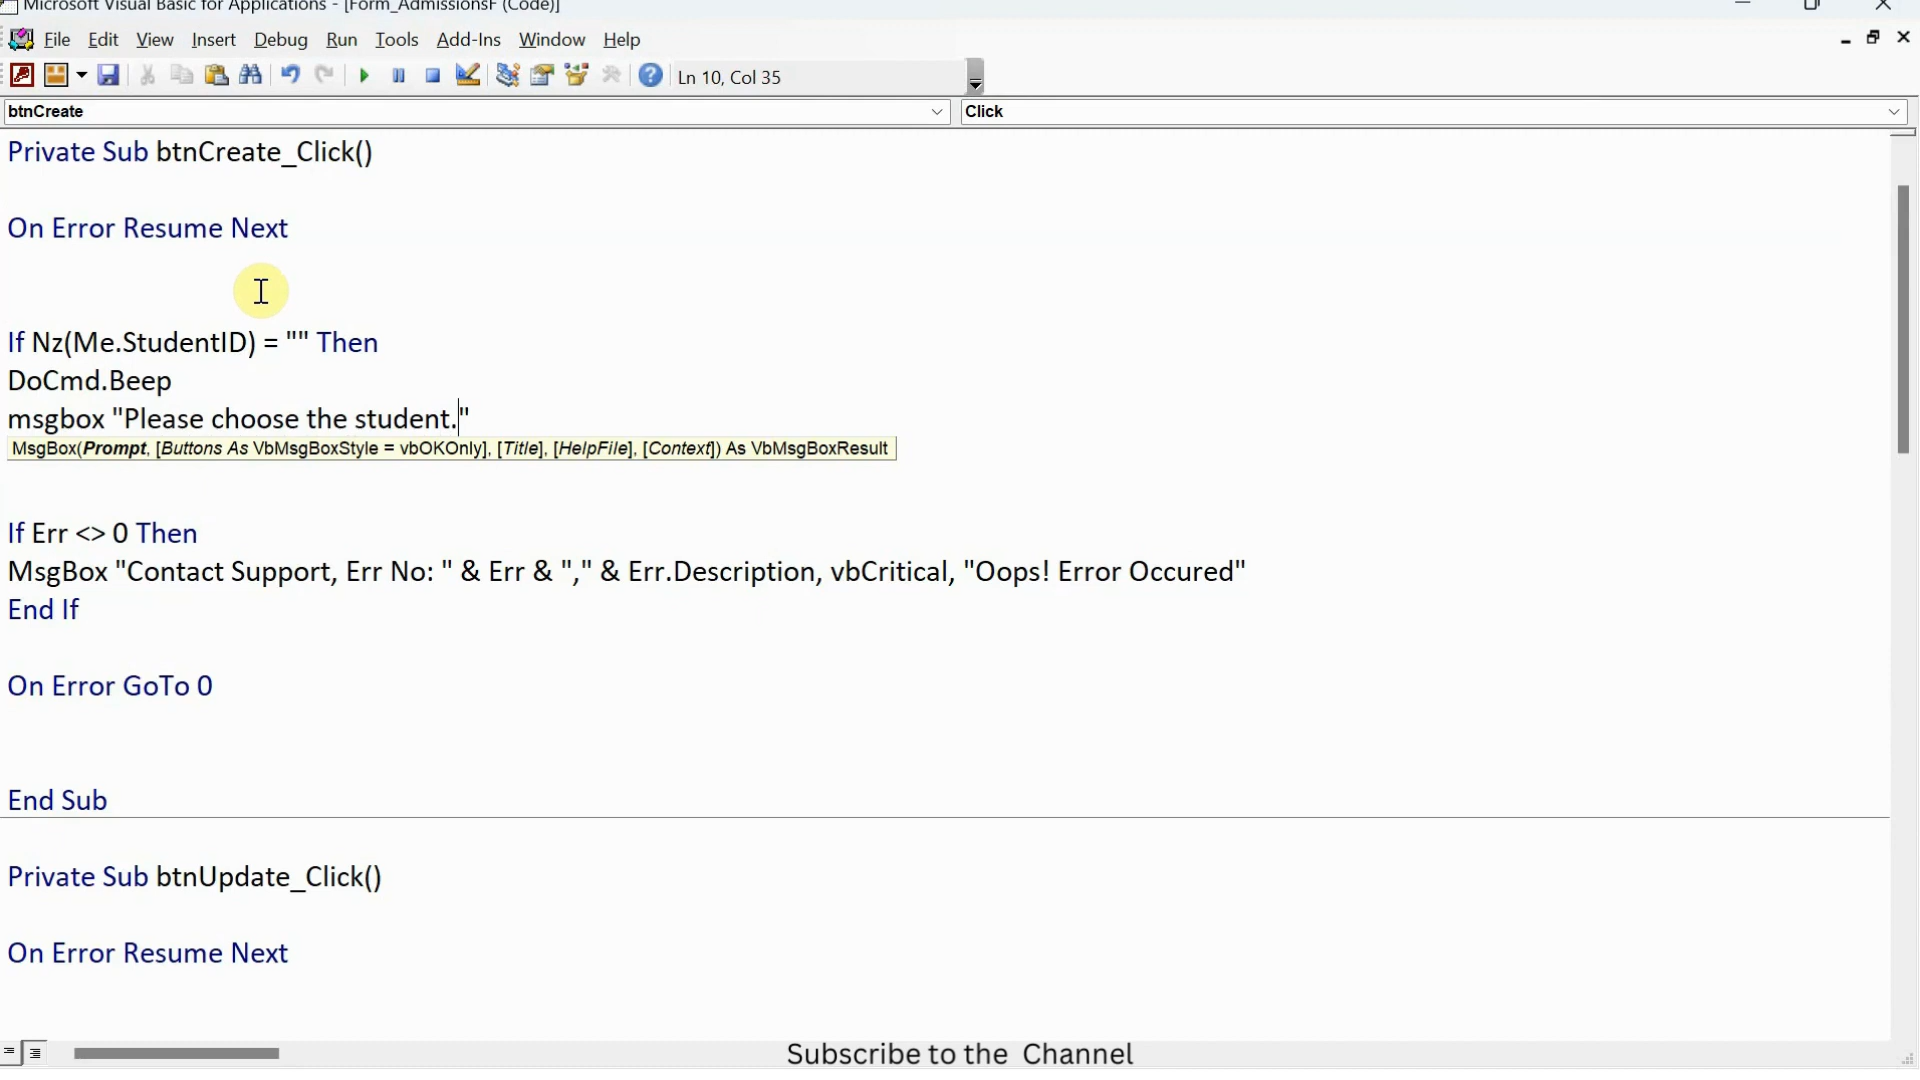 Microsoft Visual Basic for Applications - [Form_AdmissionsF (Code)]
File Edit View Insert Debug Run Tools Add-Ins Window Help
Ln 10, Col 35
btnCreate Click
Private Sub btnCreate_Click()
On Error Resume Next
If Nz(Me.StudentID) = "" Then
DoCmd.Beep
msgbox "Please choose the student."
MsgBox(Prompt, [Buttons As VbMsgBoxStyle = vbOKOnly], [Title], [HelpFile], [Context]) As VbMsgBoxResult
If Err <> 0 Then
MsgBox "Contact Support, Err No: " & Err & "," & Err.Description, vbCritical, "Oops! Error Occured"
End If
On Error GoTo 0
End Sub
Private Sub btnUpdate_Click()
On Error Resume Next
Subscribe to the Channel